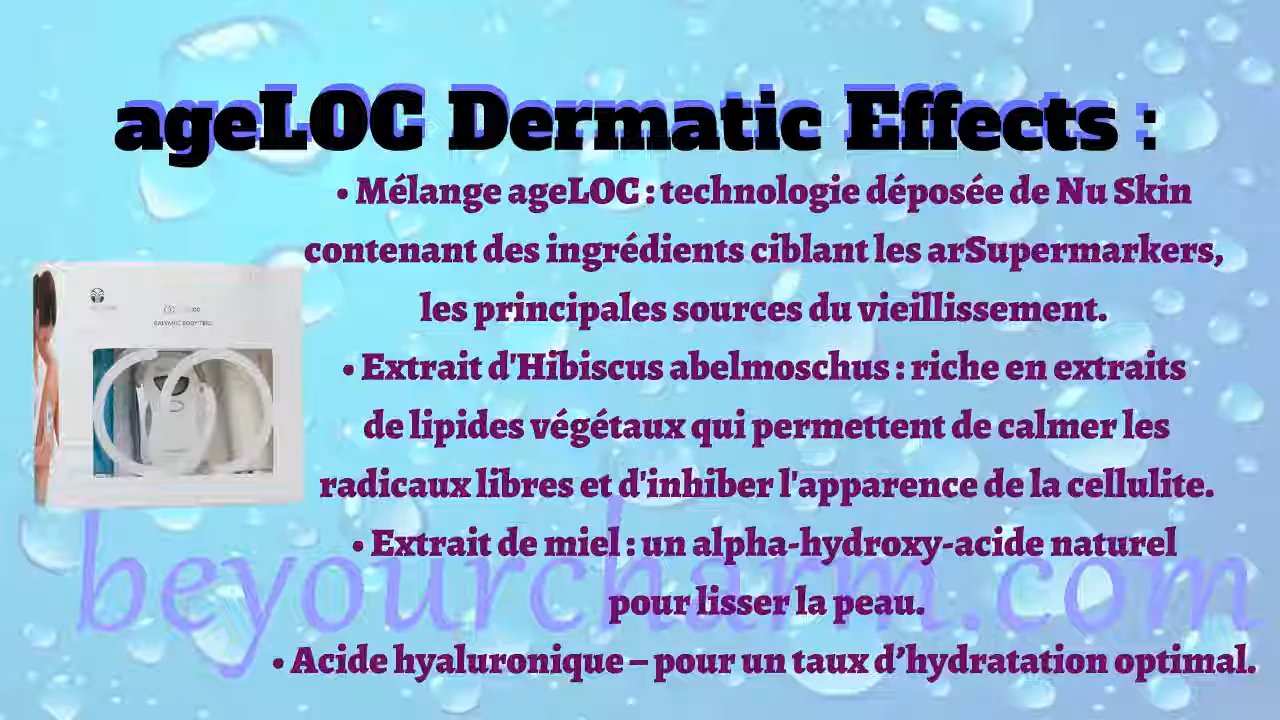 ageLOC Dermatic Effects :
• Mélange ageLOC : technologie déposée de Nu Skin
contenant des ingrédients ciblant les arSupermarkers,
les principales sources du vieillissement.
• Extrait d'Hibiscus abelmoschus : riche en extraits
de lipides végétaux qui permettent de calmer les
radicaux libres et d'inhiber l'apparence de la cellulite.
• Extrait de miel : un alpha-hydroxy-acide naturel
pour lisser la peau.
• Acide hyaluronique – pour un taux d’hydratation optimal.
GALVANIC BODY TRIO
beyourcharm.com